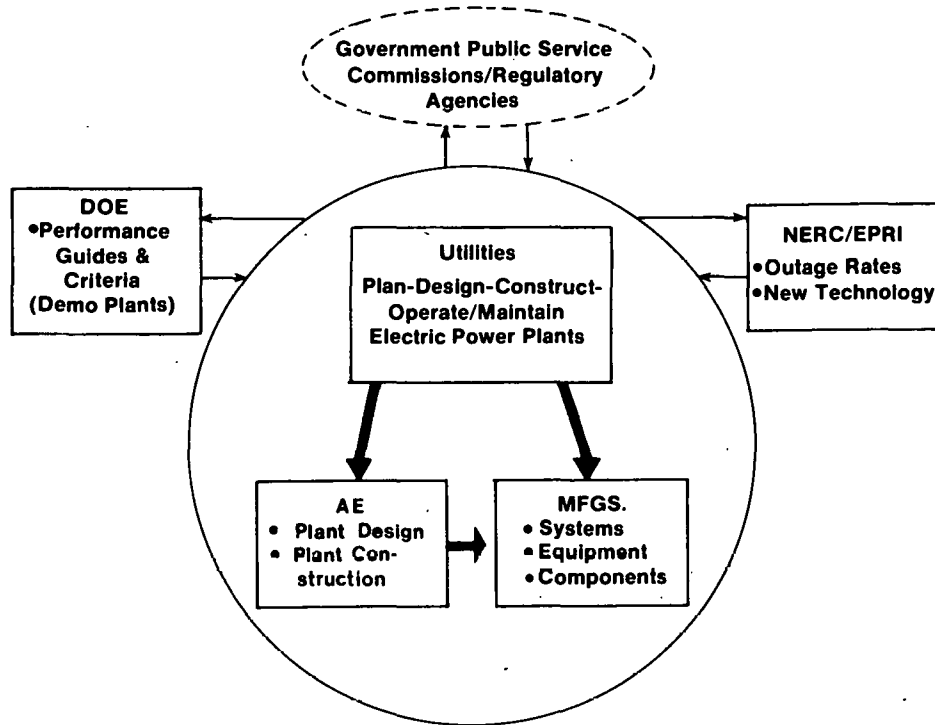 Government Public Service
Commissions/Regulatory
Agencies
DOE
•Performance
Guides &
Criteria
(Demo Plants)
NERC/EPRI
•Outage Rates
•New Technology
Utilities
Plan-Design-Construct-
Operate/Maintain
Electric Power Plants
AE
• Plant Design
• Plant Con-
struction
MFGS.
• Systems
• Equipment
• Components